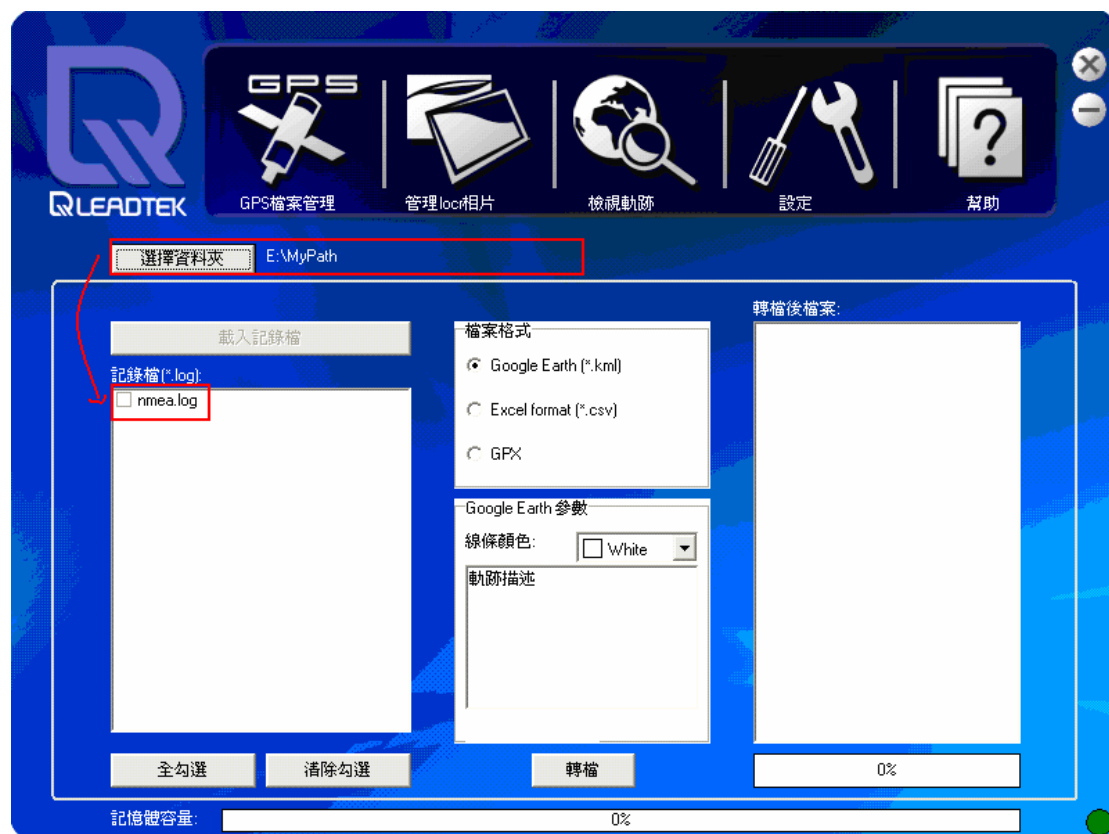 GPS
LEADTEK
GPS檔案管理
管理locr相片
檢視軌跡
設定
幫助
選擇資料夾 E:\MyPath
轉檔後檔案:
載入記錄檔
檔案格式
Google Earth (*.kml)
記錄檔(*.log):
nmea.log
Excel format (*.csv)
GPX
Google Earth 參數
線條顏色: White
軌跡描述
全勾選 清除勾選 轉檔 0%
記憶體容量: 0%